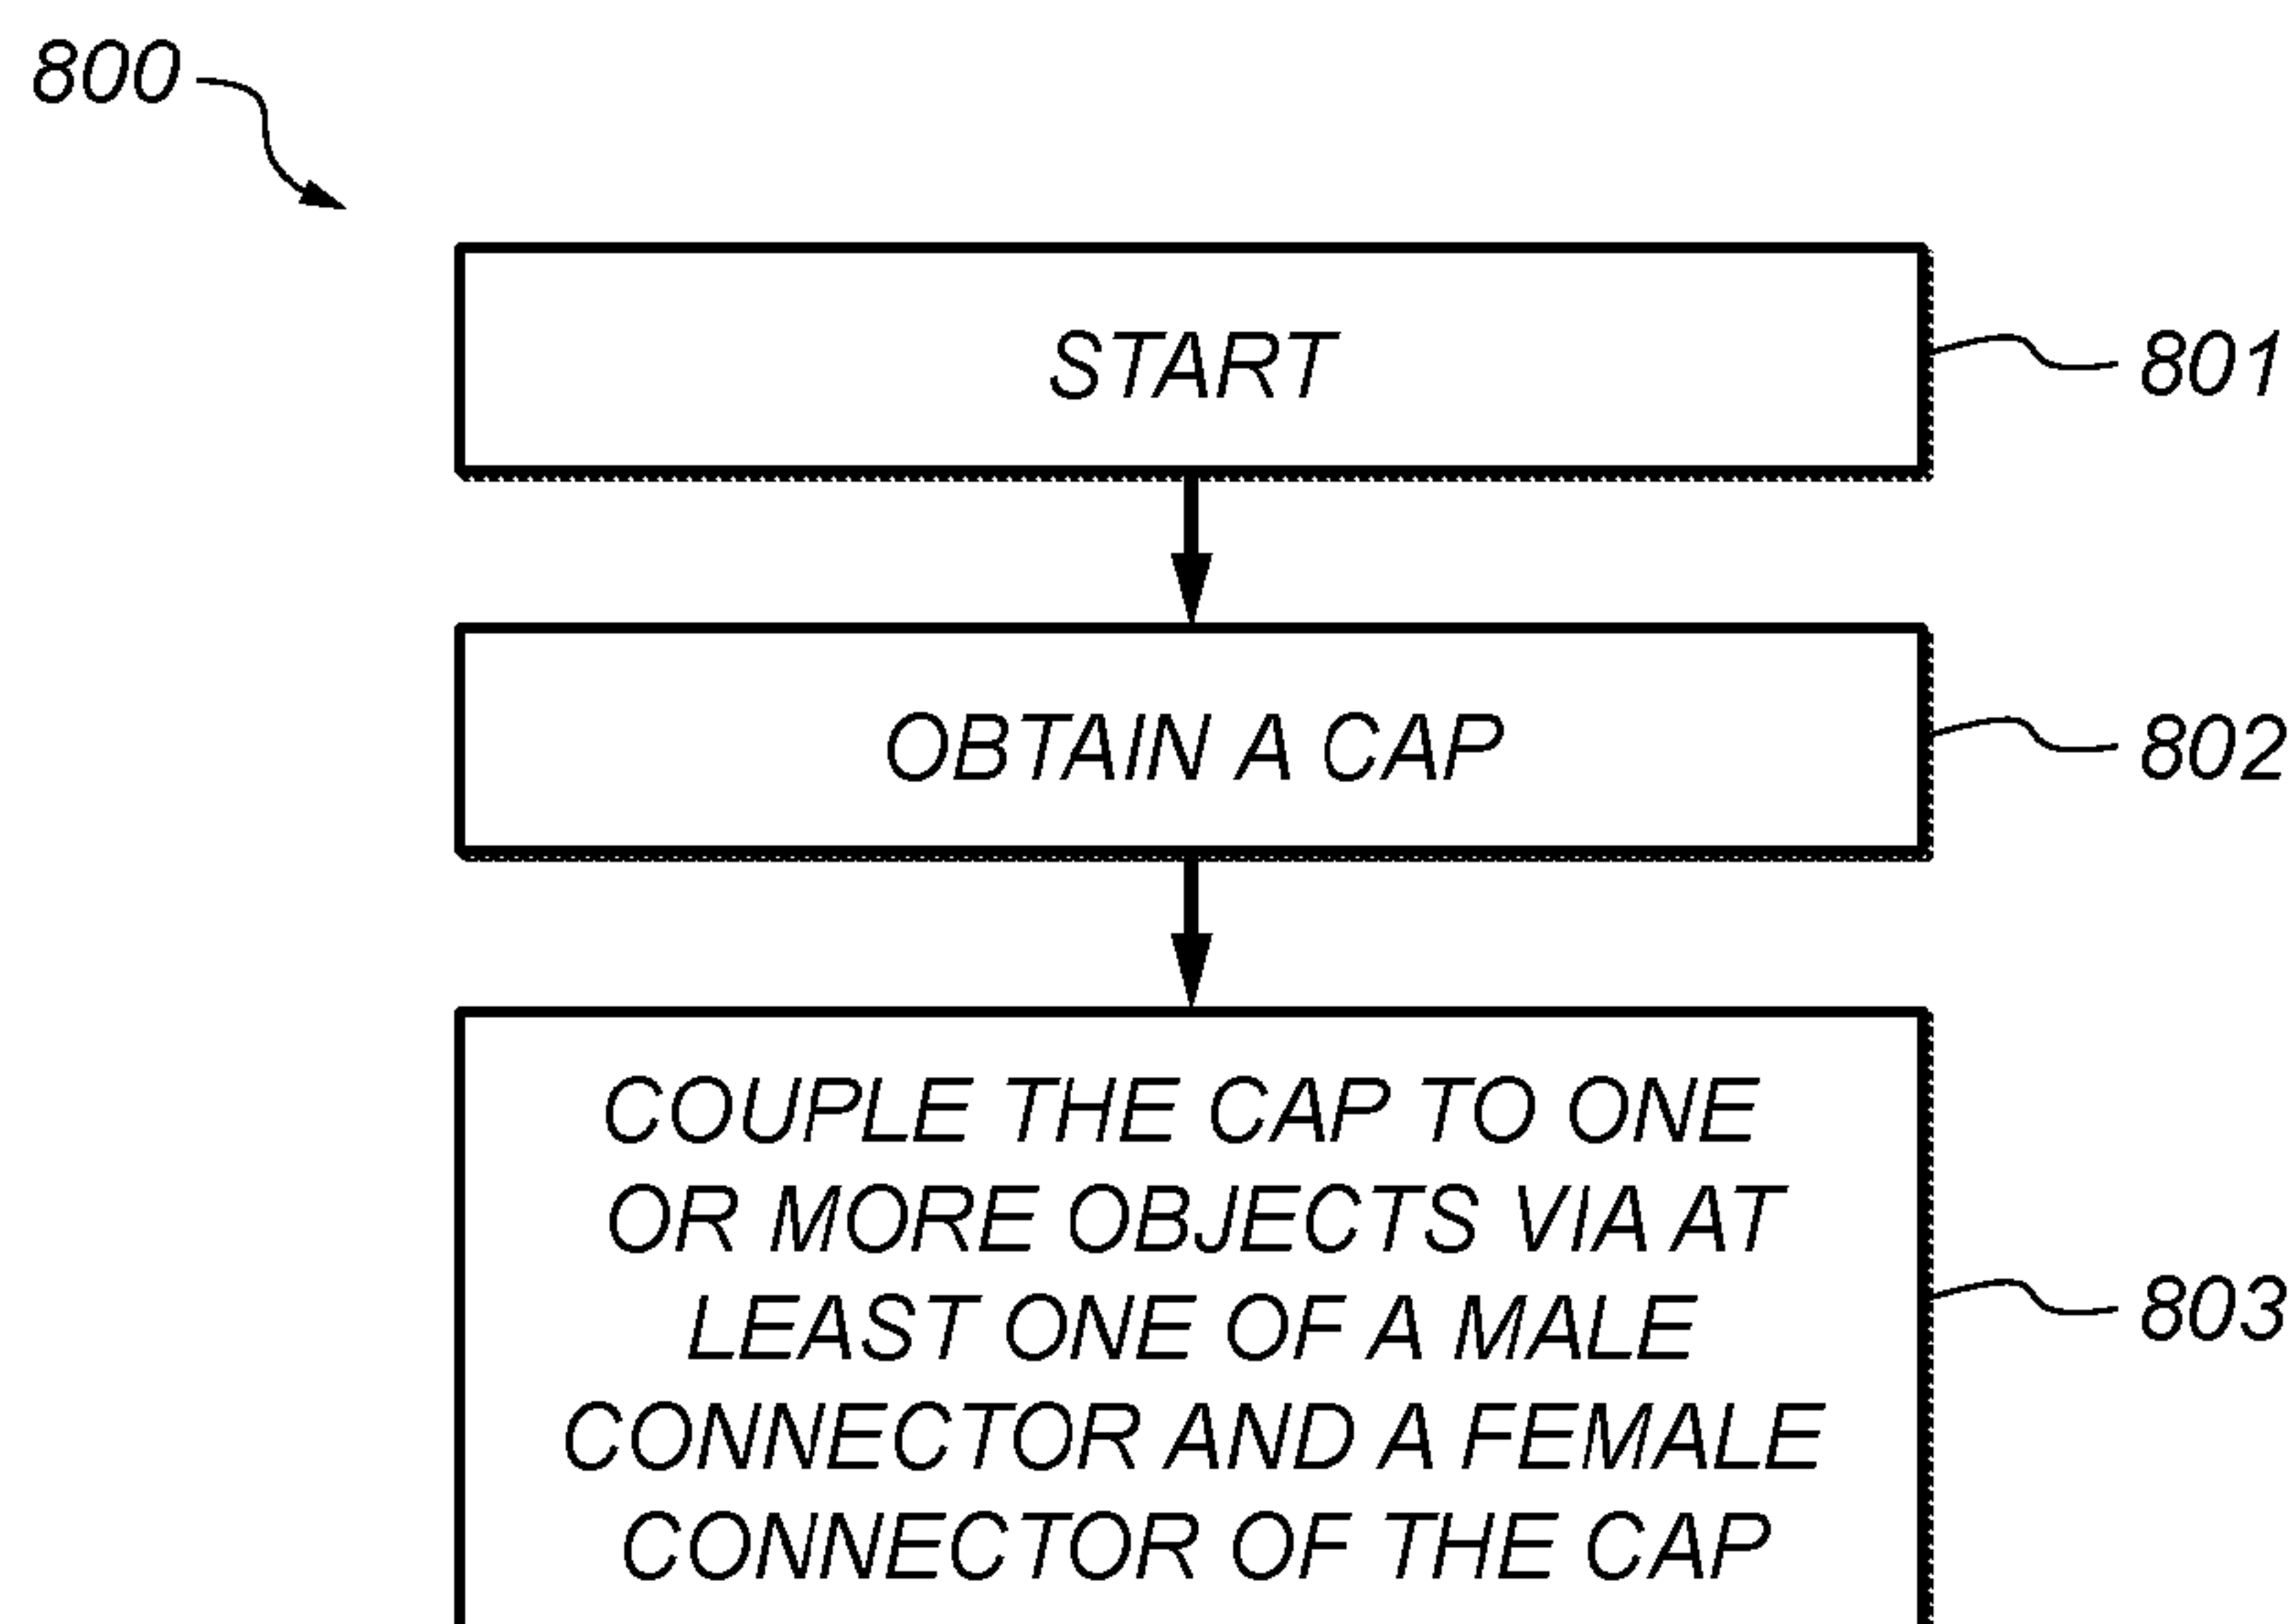 800
START
801
OBTAIN A CAP
802
COUPLE THE CAP TO ONE
OR MORE OBJECTS VIA AT
LEAST ONE OF A MALE
CONNECTOR AND A FEMALE
CONNECTOR OF THE CAP
803